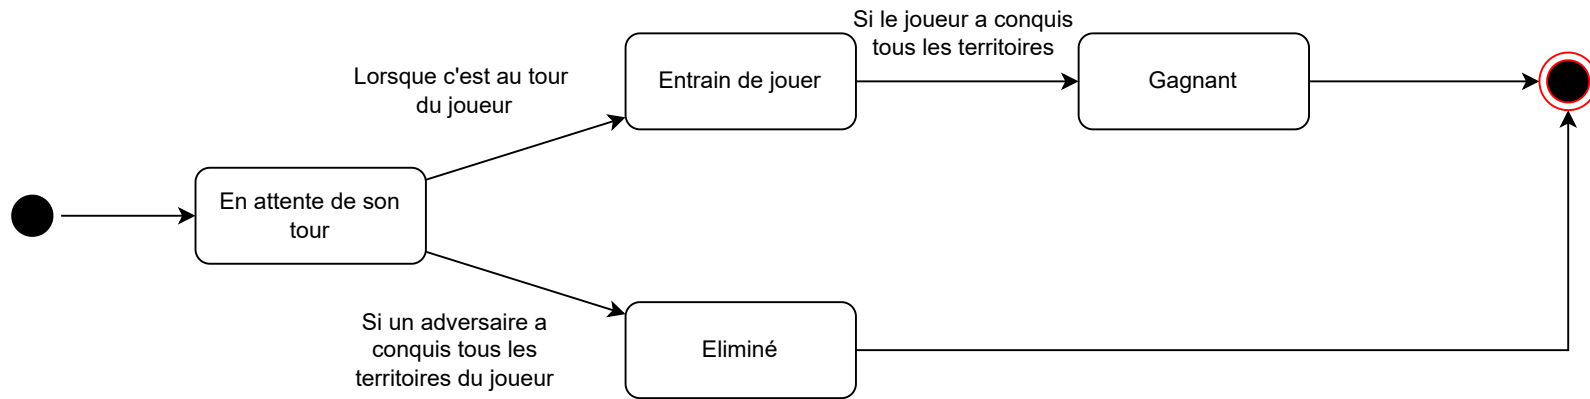 Si le joueur a conquis
tous les territoires
Lorsque c'est au tour
du joueur
Entrain de jouer
Gagnant
En attente de son
tour
Si un adversaire a
conquis tous les
territoires du joueur
Eliminé